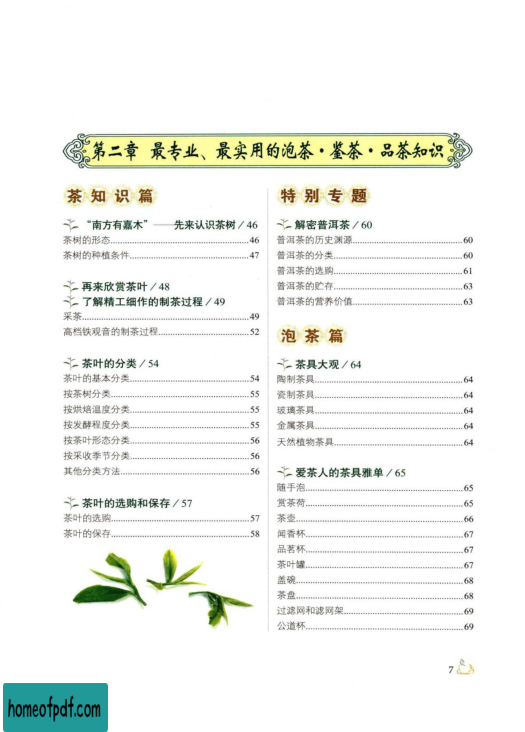 第二章 最专业、最实用的泡茶·鉴茶·品茶知识
茶知识篇
“南方有嘉木”——先来认识茶树/46
茶树的形态................46
茶树的种植条件................47
再来欣赏茶叶/48
了解精工细作的制茶过程/49
采茶................49
高档铁观音的制茶过程................52
茶叶的分类/54
茶叶的基本分类................54
按茶树分类................55
按烘焙温度分类................55
按发酵程度分类................55
按茶叶形态分类................56
按采收季节分类................56
其他分类方法................56
茶叶的选购和保存/57
茶叶的选购................57
茶叶的保存................58
特别专题
解密普洱茶/60
普洱茶的历史渊源................60
普洱茶的分类................60
普洱茶的选购................61
普洱茶的贮存................63
普洱茶的营养价值................63
泡茶篇
茶具大观/64
陶制茶具................64
瓷制茶具................64
玻璃茶具................64
金属茶具................64
天然植物茶具................64
爱茶人的茶具雅单/65
随手泡................65
赏茶荷................65
茶壶................66
闻香杯................67
品茗杯................67
茶叶罐................67
盖碗................68
茶盘................68
过滤网和滤网架................69
公道杯................69
7
homeofpdf.com